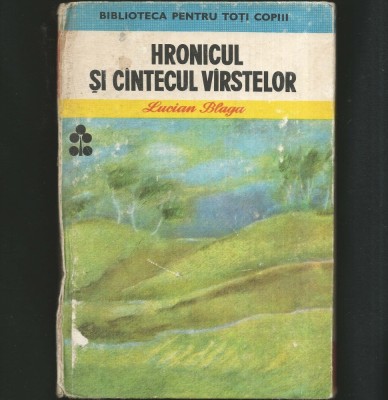 BIBLIOTECA PENTRU TOȚI COPIII
HRONICUL
ȘI CÎNTECUL VÎRSTELOR
Lucian Blaga